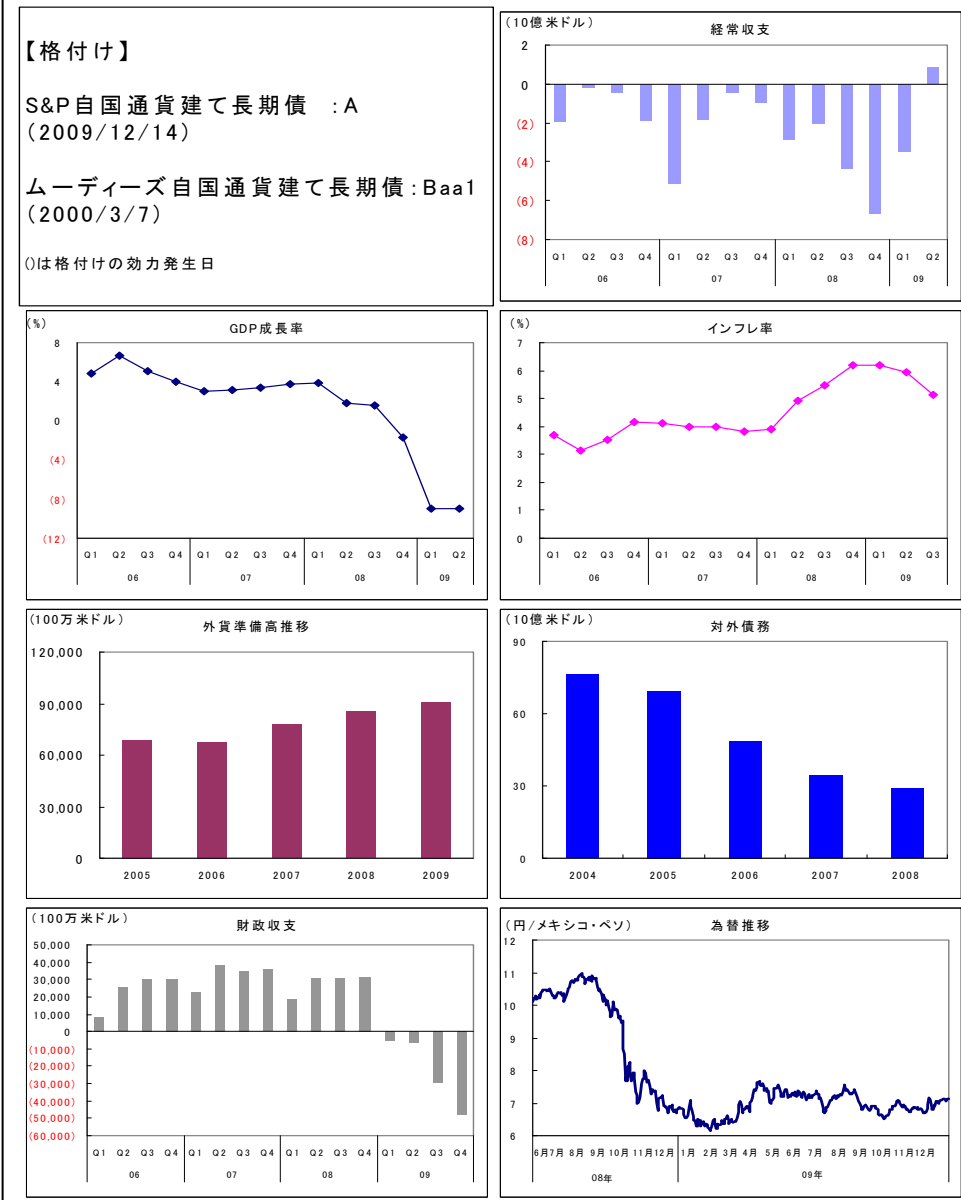 【格付け】
S&P自国通貨建て長期債 :A
(2009/12/14)
ムーディーズ自国通貨建て長期債:Baa1
(2000/3/7)
()は格付けの効力発生日
(10億米ドル)
経常収支
2
0
(2)
(4)
(6)
(8)
Q1 Q2 Q3 Q4 Q1 Q2 Q3 Q4 Q1 Q2 Q3 Q4 Q1 Q2
06 07 08 09
(%)
GDP成長率
8
4
0
(4)
(8)
(12)
Q1 Q2 Q3 Q4 Q1 Q2 Q3 Q4 Q1 Q2 Q3 Q4 Q1 Q2
06 07 08 09
(%)
インフレ率
7
6
5
4
3
2
1
0
Q1 Q2 Q3 Q4 Q1 Q2 Q3 Q4 Q1 Q2 Q3 Q4 Q1 Q2 Q3
06 07 08 09
(100万米ドル)
外貨準備高推移
120,000
90,000
60,000
30,000
0
2005 2006 2007 2008 2009
(10億米ドル)
対外債務
90
60
30
0
2004 2005 2006 2007 2008
(100万米ドル)
財政収支
50,000
40,000
30,000
20,000
10,000
0
(10,000)
(20,000)
(30,000)
(40,000)
(50,000)
(60,000)
Q1 Q2 Q3 Q4 Q1 Q2 Q3 Q4 Q1 Q2 Q3 Q4 Q1 Q2 Q3 Q4
06 07 08 09
(円/メキシコ・ペソ)
為替推移
12
11
10
9
8
7
6
6月7月 8月 9月 10月 11月12月 1月 2月 3月 4月 5月 6月 7月 8月 9月 10月 11月12月
08年 09年